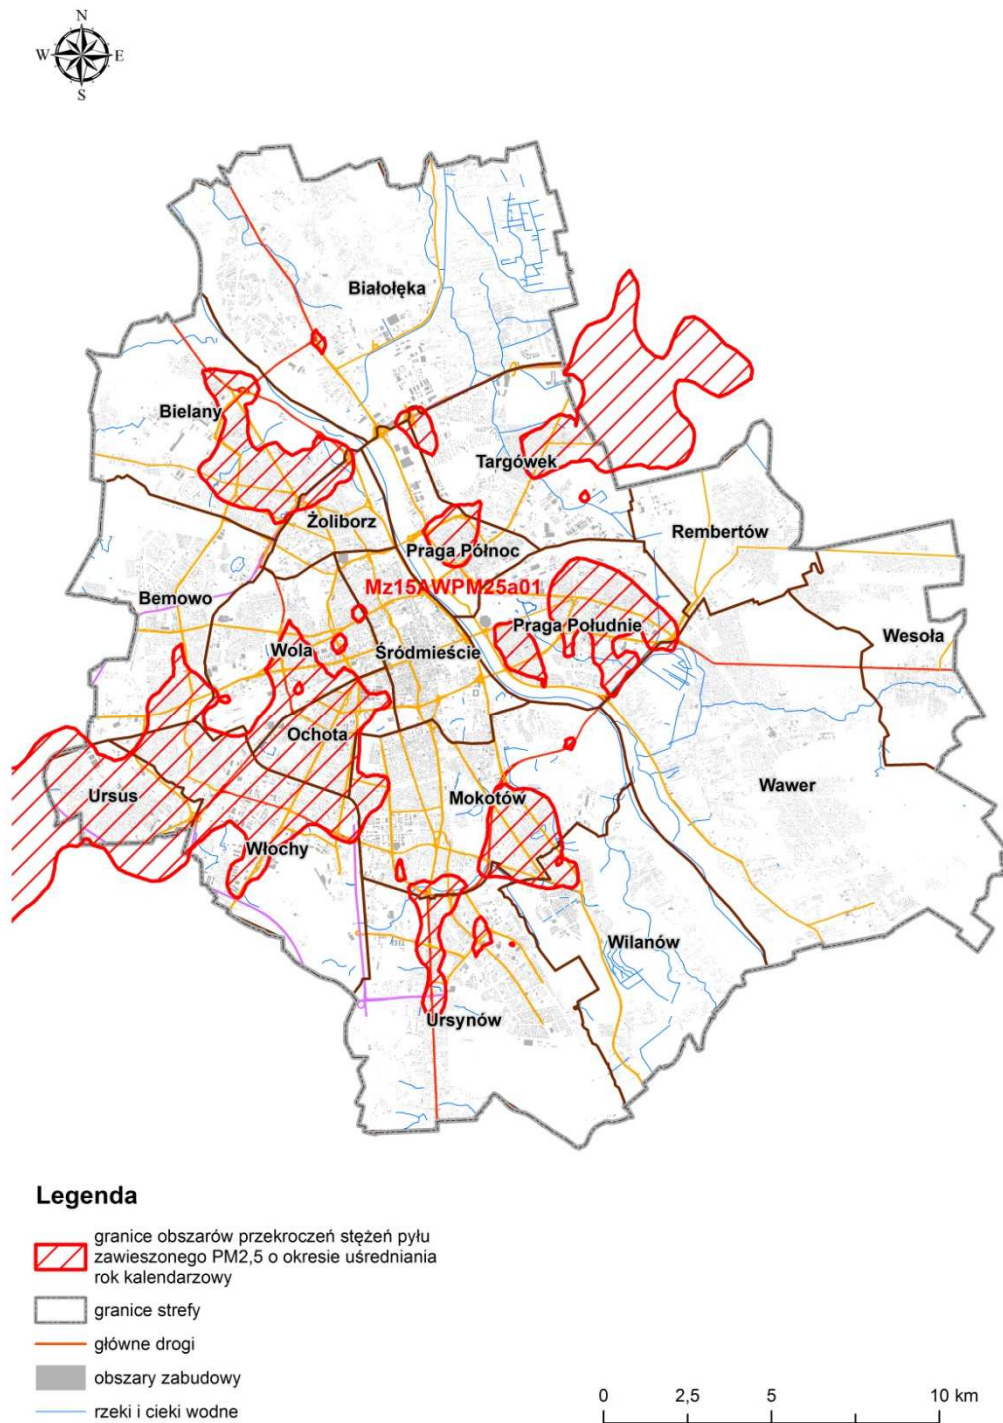 N
W E
S
Białołęka
Bielany
Targówek
Żoliborz
Rembertów
Praga Północ
Mz15AWPM25a01
Bemowo
Praga Południe
Wesoła
Wola
Śródmieście
Ochota
Wawer
Ursus
Mokotów
Włochy
Wilanów
Ursynów
Legenda
granice obszarów przekroczeń stężeń pyłu
zawieszonego PM2,5 o okresie uśredniania
rok kalendarzowy
granice strefy
główne drogi
obszary zabudowy
rzeki i cieki wodne
0 2,5 5 10 km